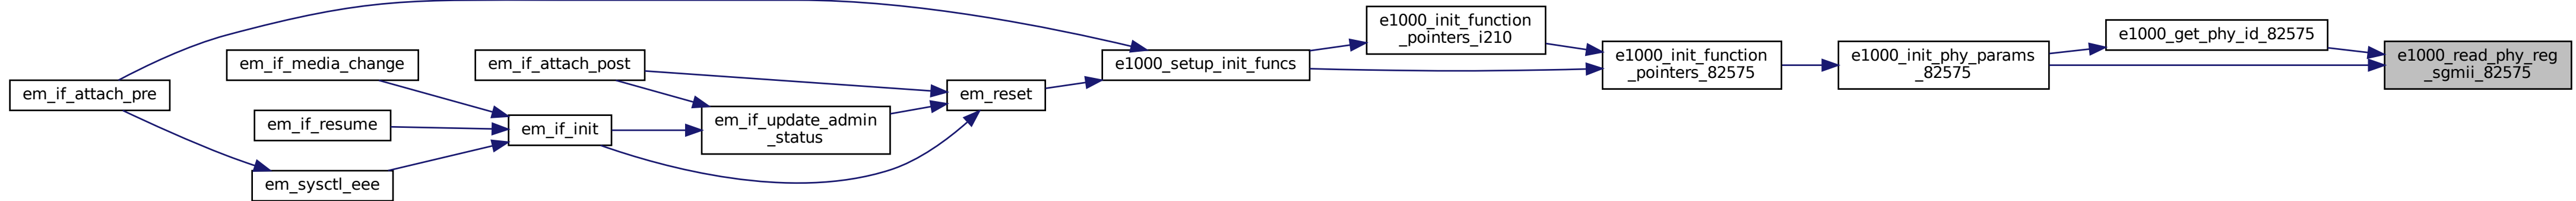 em_if_attach_pre
em_if_media_change
em_if_resume
em_sysctl_eee
em_if_attach_post
em_if_init
em_if_update_admin
_status
em_reset
e1000_setup_init_funcs
e1000_init_function
_pointers_i210
e1000_init_function
_pointers_82575
e1000_init_phy_params
_82575
e1000_get_phy_id_82575
e1000_read_phy_reg
_sgmii_82575